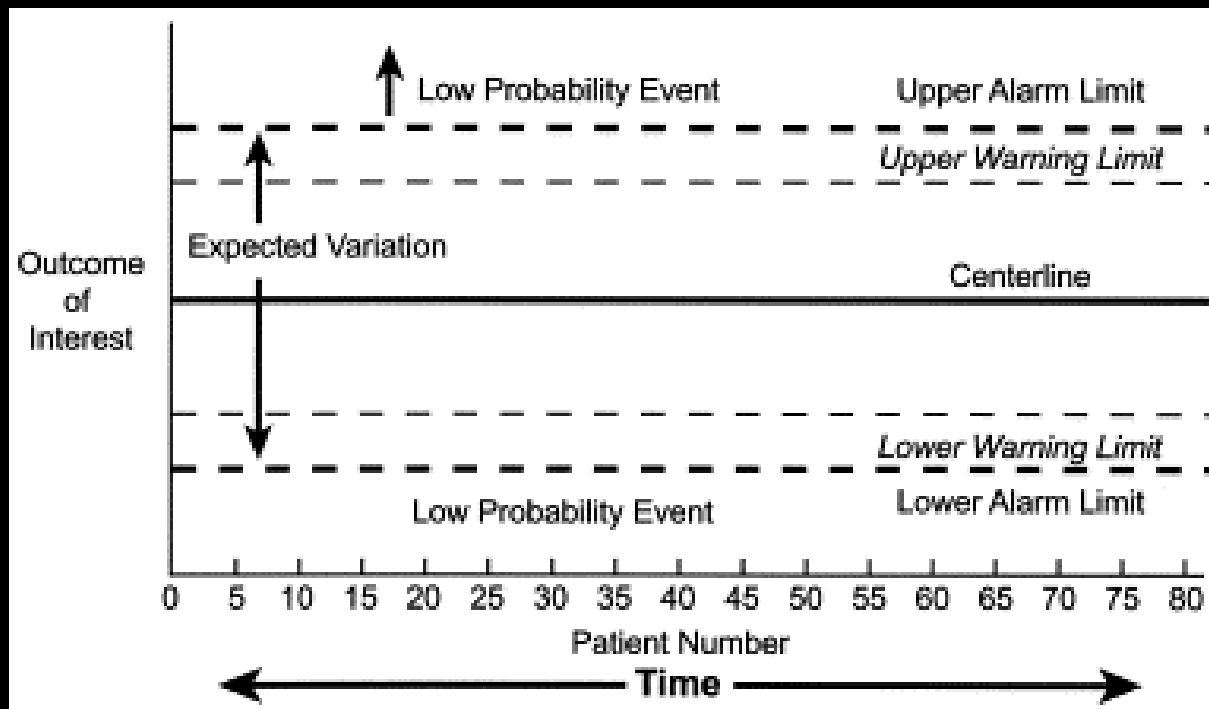 Low Probability Event
Upper Alarm Limit
Upper Warning Limit
Expected Variation
Outcome
of
Interest
Centerline
Lower Warning Limit
Low Probability Event
Lower Alarm Limit
0 5 10 15 20 25 30 35 40 45 50 55 60 65 70 75 80
Patient Number
Time